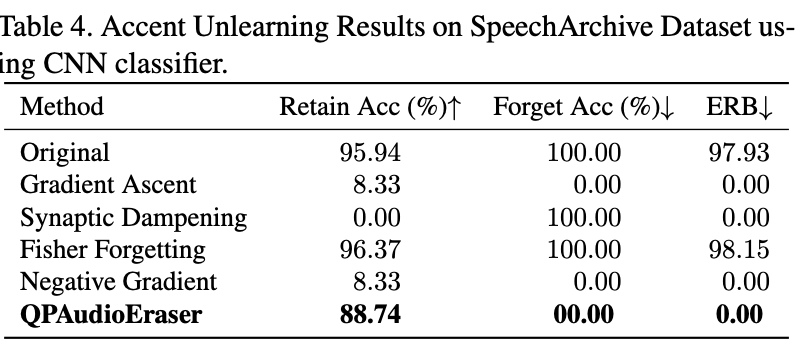 Table 4. Accent Unlearning Results on SpeechArchive Dataset us-
ing CNN classifier.
Method Retain Acc (%)↑ Forget Acc (%)↓ ERB↓
Original 95.94 100.00 97.93
Gradient Ascent 8.33 0.00 0.00
Synaptic Dampening 0.00 100.00 0.00
Fisher Forgetting 96.37 100.00 98.15
Negative Gradient 8.33 0.00 0.00
QPAudioEraser 88.74 00.00 0.00